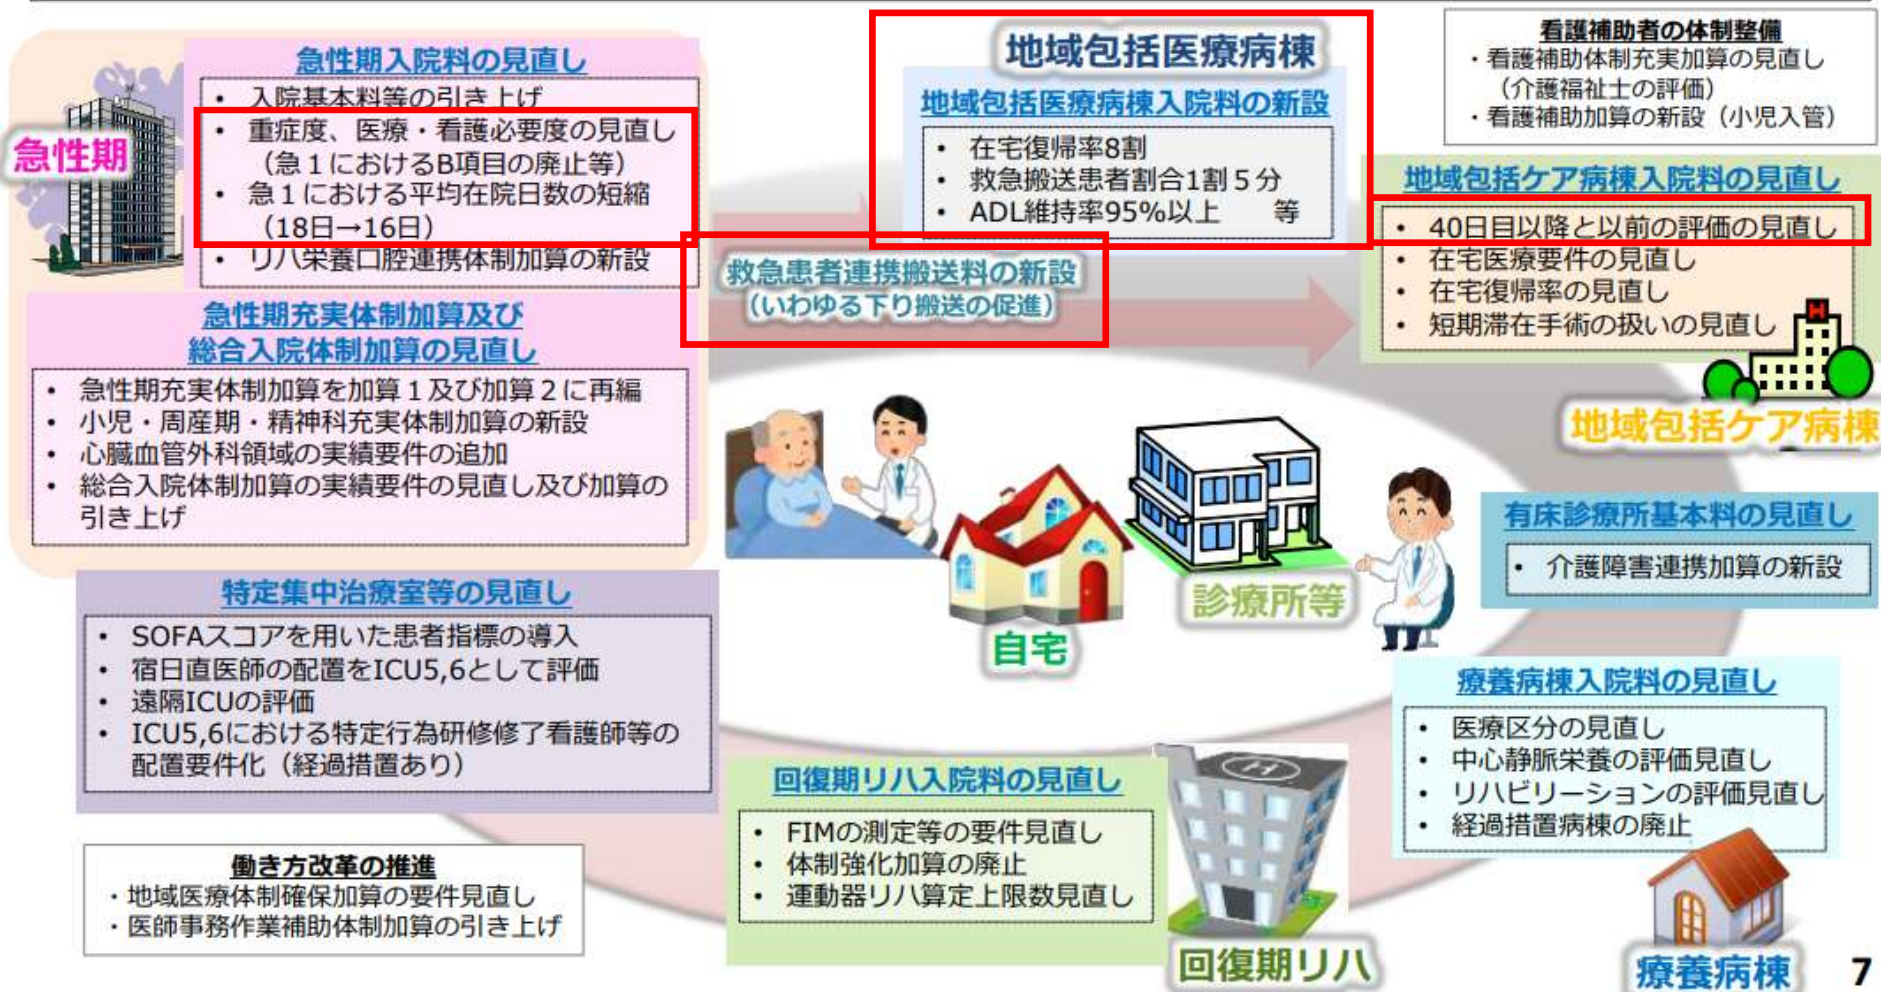 急性期
急性期入院料の見直し
• 入院基本料等の引き上げ
• 重症度、医療・看護必要度の見直し
（急１におけるB項目の廃止等）
• 急１における平均在院日数の短縮
（18日→16日）
• リハ栄養口腔連携体制加算の新設
急性期充実体制加算及び
総合入院体制加算の見直し
• 急性期充実体制加算を加算１及び加算２に再編
• 小児・周産期・精神科充実体制加算の新設
• 心臓血管外科領域の実績要件の追加
• 総合入院体制加算の実績要件の見直し及び加算の
引き上げ
特定集中治療室等の見直し
• SOFAスコアを用いた患者指標の導入
• 宿日直医師の配置をICU5,6として評価
• 遠隔ICUの評価
• ICU5,6における特定行為研修修了看護師等の
配置要件化（経過措置あり）
働き方改革の推進
・地域医療体制確保加算の要件見直し
・医師事務作業補助体制加算の引き上げ
地域包括医療病棟
地域包括医療病棟入院料の新設
• 在宅復帰率8割
• 救急搬送患者割合1割５分
• ADL維持率95%以上　　等
救急患者連携搬送料の新設
（いわゆる下り搬送の促進）
自宅
診療所等
回復期リハ入院料の見直し
• FIMの測定等の要件見直し
• 体制強化加算の廃止
• 運動器リハ算定上限数見直し
H
回復期リハ
看護補助者の体制整備
・看護補助体制充実加算の見直し
（介護福祉士の評価）
・看護補助加算の新設（小児入管）
地域包括ケア病棟入院料の見直し
• 40日目以降と以前の評価の見直し
• 在宅医療要件の見直し
• 在宅復帰率の見直し
• 短期滞在手術の扱いの見直し
H
地域包括ケア病棟
有床診療所基本料の見直し
• 介護障害連携加算の新設
療養病棟入院料の見直し
• 医療区分の見直し
• 中心静脈栄養の評価見直し
• リハビリーションの評価見直し
• 経過措置病棟の廃止
療養病棟
7